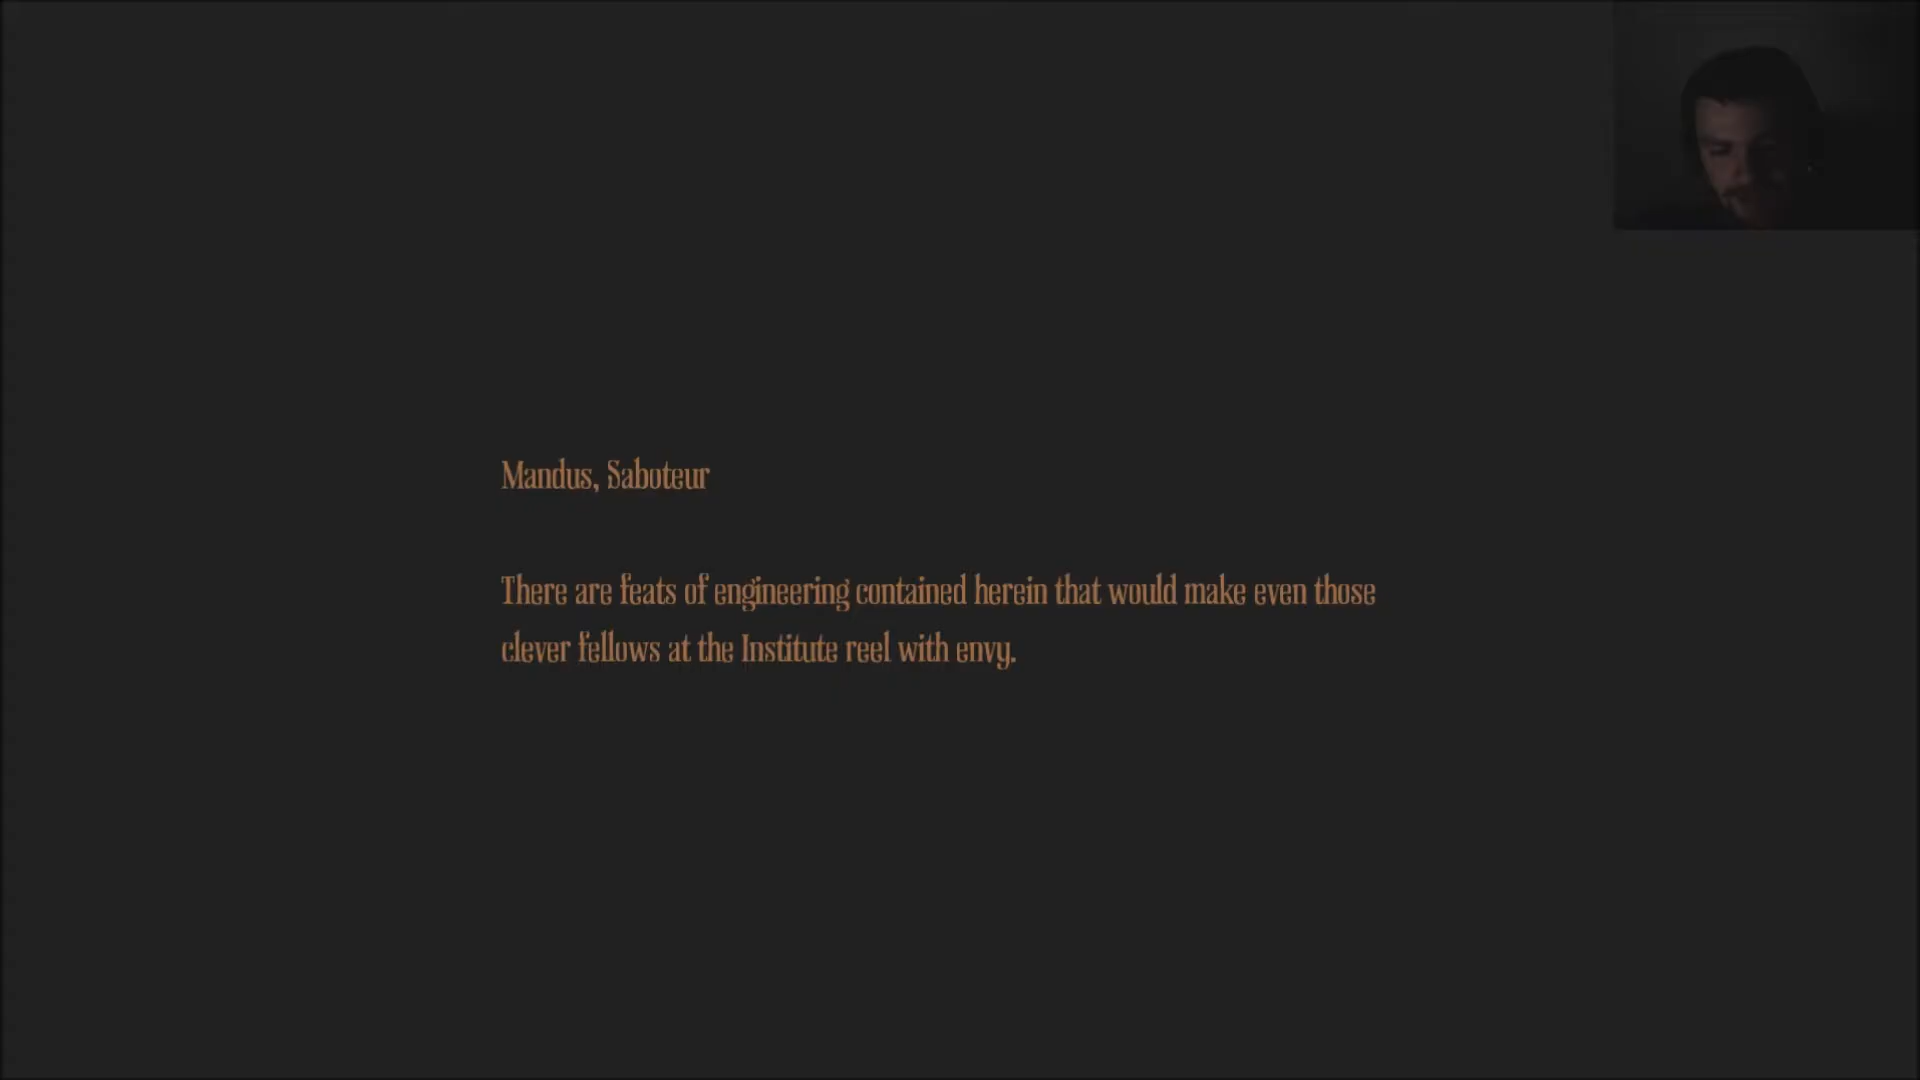 Mandus, Saboteur
There are feats of engineering contained herein that would make even those
clever fellows at the Institute reel with envy.